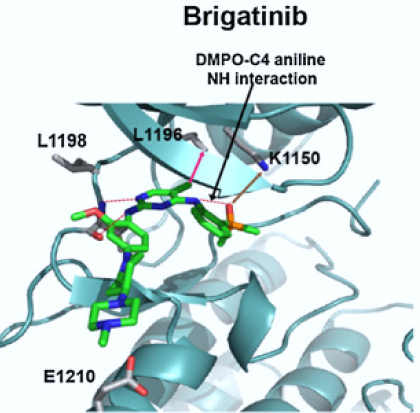 Brigatinib
DMPO-C4 aniline
NH interaction
L1198
L1196
K1150
E1210